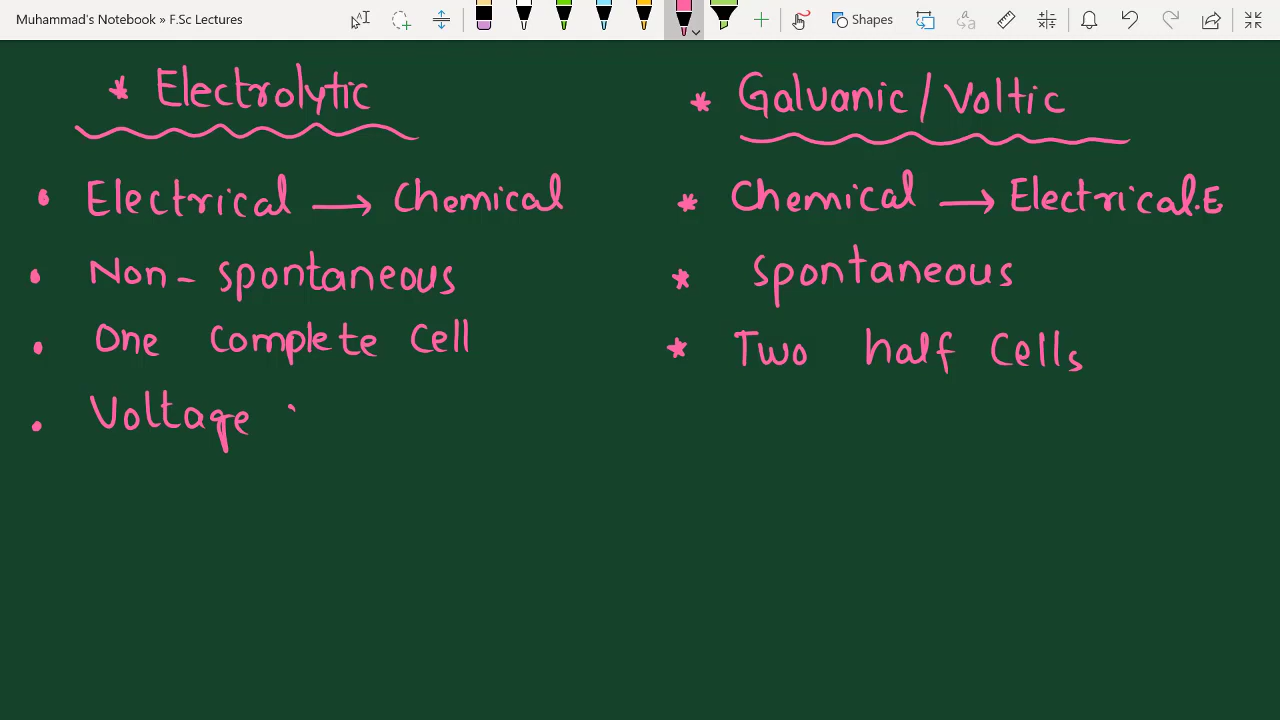 Muhammad's Notebook » F.Sc Lectures
Shapes
* Electrolytic
• Electrical → Chemical
• Non-spontaneous
• One Complete Cell
• Voltage
* Galvanic/Voltic
* Chemical → Electrical.E
* Spontaneous
* Two half Cells